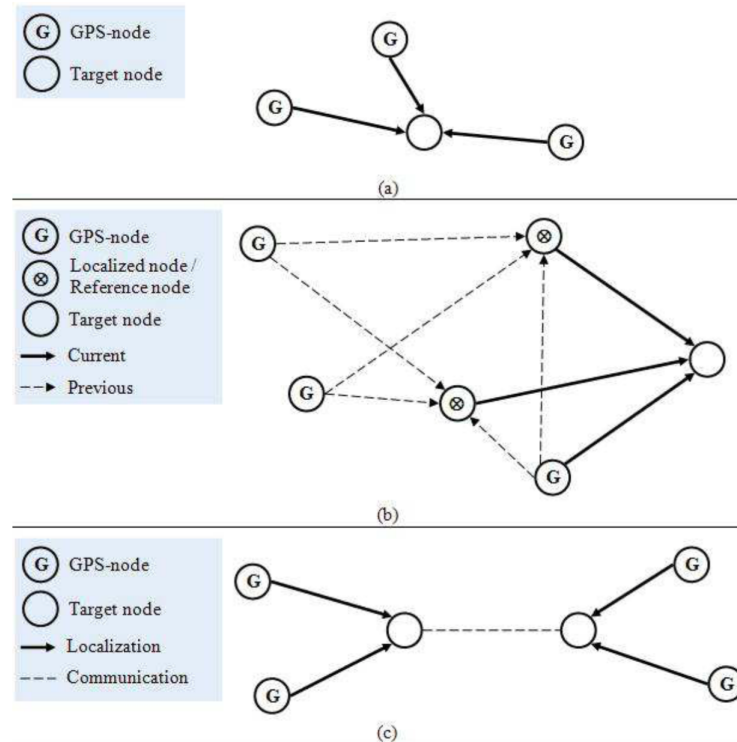 G GPS-node
Target node
G
G
G
(a)
G GPS-node
Localized node /
Reference node
Target node
Current
Previous
G
G
G
(b)
G GPS-node
Target node
Localization
Communication
G
G
G
G
(c)